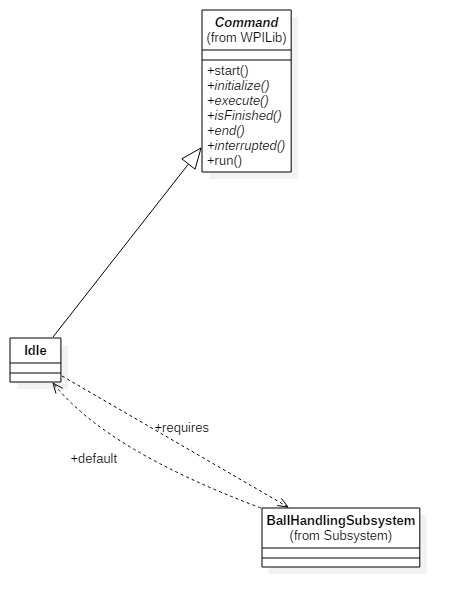 Command
(from WPILib)
+start()
+initialize()
+execute()
+isFinished()
+end()
+interrupted()
+run()
Idle
+requires
+default
BallHandlingSubsystem
(from Subsystem)